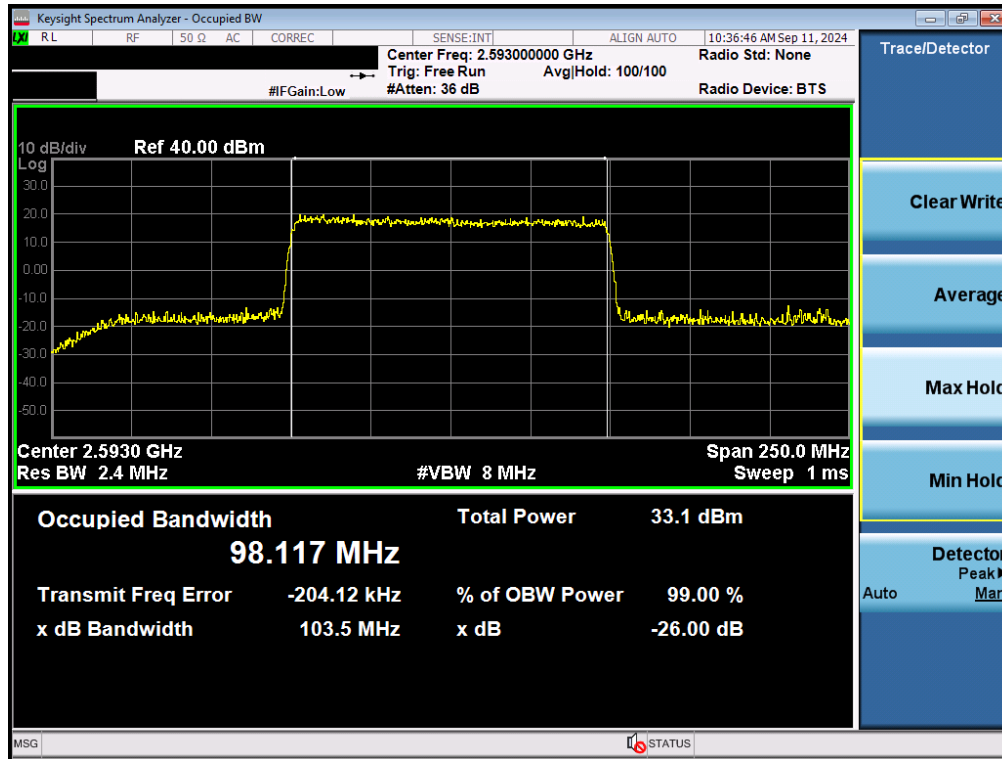 Keysight Spectrum Analyzer - Occupied BW
LXI RL RF 50 Ω AC CORREC SENSE:INT ALIGN AUTO 10:36:46 AM Sep 11, 2024
Center Freq: 2.593000000 GHz Radio Std: None
Trig: Free Run Avg|Hold: 100/100
#IFGain:Low #Atten: 36 dB Radio Device: BTS
Trace/Detector
10 dB/div Ref 40.00 dBm
Log
30.0
20.0
10.0
0.00
-10.0
-20.0
-30.0
-40.0
-50.0
Center 2.5930 GHz Span 250.0 MHz
Res BW 2.4 MHz #VBW 8 MHz Sweep 1 ms
Occupied Bandwidth Total Power 33.1 dBm
98.117 MHz
Transmit Freq Error -204.12 kHz % of OBW Power 99.00 %
x dB Bandwidth 103.5 MHz x dB -26.00 dB
Clear Write
Average
Max Hold
Min Hold
Detector
Peak
Auto Man
MSG STATUS